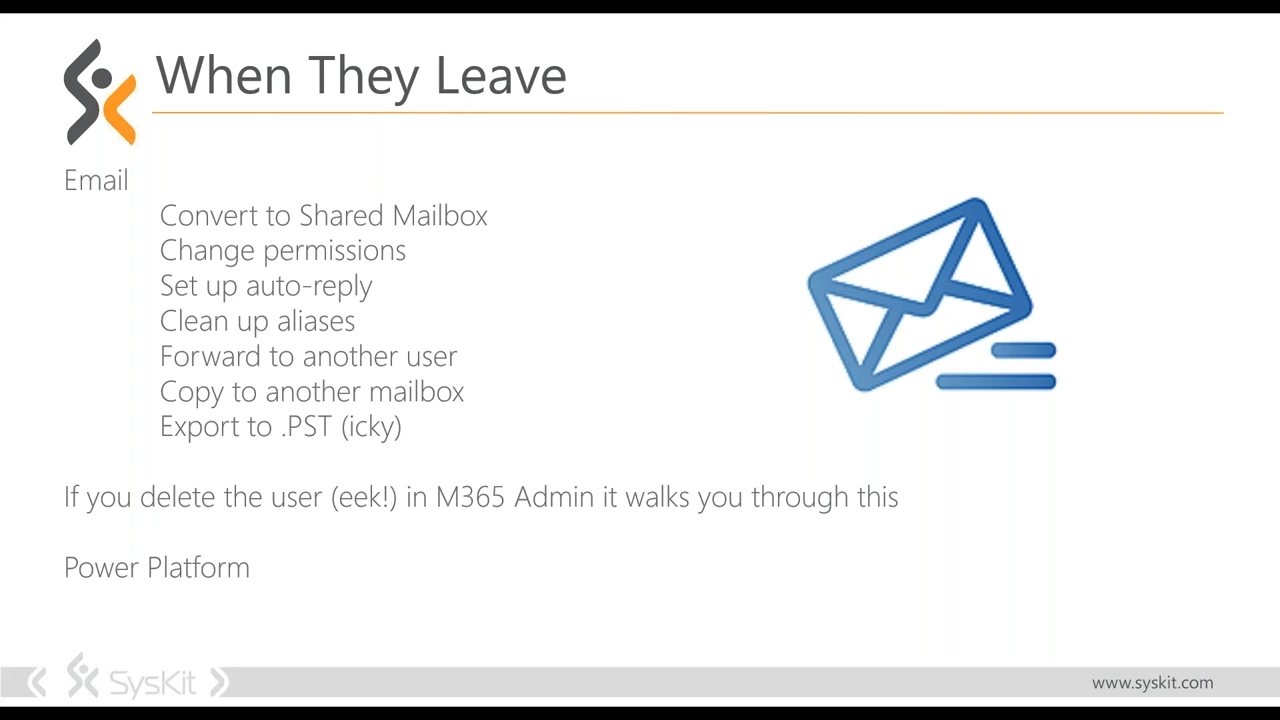 When They Leave
Email
Convert to Shared Mailbox
Change permissions
Set up auto-reply
Clean up aliases
Forward to another user
Copy to another mailbox
Export to .PST (icky)
If you delete the user (eek!) in M365 Admin it walks you through this
Power Platform
SysKit
www.syskit.com